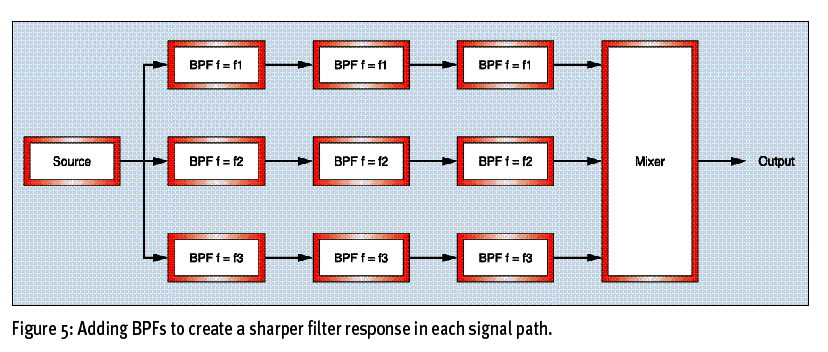 BPF f = f1 BPF f = f1 BPF f = f1
Source BPF f = f2 BPF f = f2 BPF f = f2 Mixer Output
BPF f = f3 BPF f = f3 BPF f = f3
Figure 5: Adding BPFs to create a sharper filter response in each signal path.